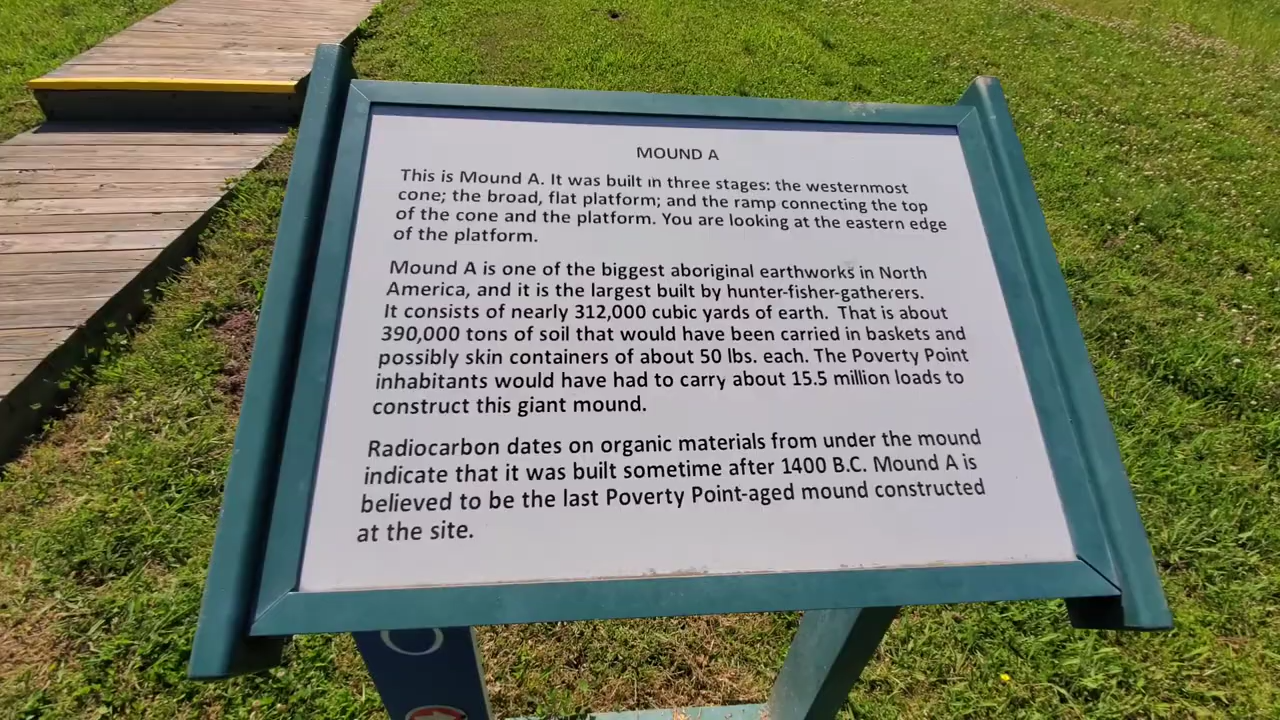 MOUND A
This is Mound A. It was built in three stages: the westernmost
cone; the broad, flat platform; and the ramp connecting the top
of the cone and the platform. You are looking at the eastern edge
of the platform.
Mound A is one of the biggest aboriginal earthworks in North
America, and it is the largest built by hunter-fisher-gatherers.
It consists of nearly 312,000 cubic yards of earth. That is about
390,000 tons of soil that would have been carried in baskets and
possibly skin containers of about 50 lbs. each. The Poverty Point
inhabitants would have had to carry about 15.5 million loads to
construct this giant mound.
Radiocarbon dates on organic materials from under the mound
indicate that it was built sometime after 1400 B.C. Mound A is
believed to be the last Poverty Point-aged mound constructed
at the site.